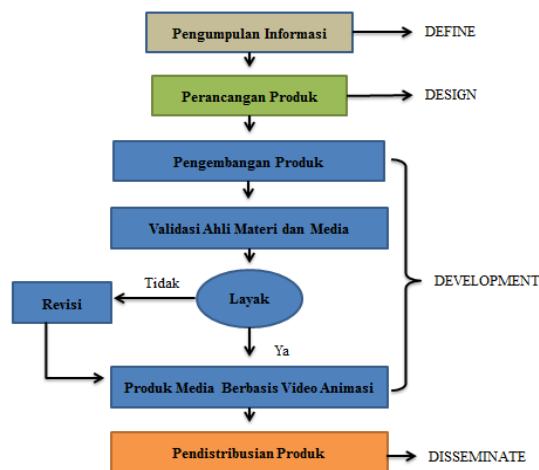 Pengumpulan Informasi
DEFINE
Perancangan Produk
DESIGN
Pengembangan Produk
Validasi Ahli Materi dan Media
DEVELOPMENT
Tidak
Layak
Revisi
Ya
Produk Media Berbasis Video Animasi
Pendistribusian Produk
DISSEMINATE